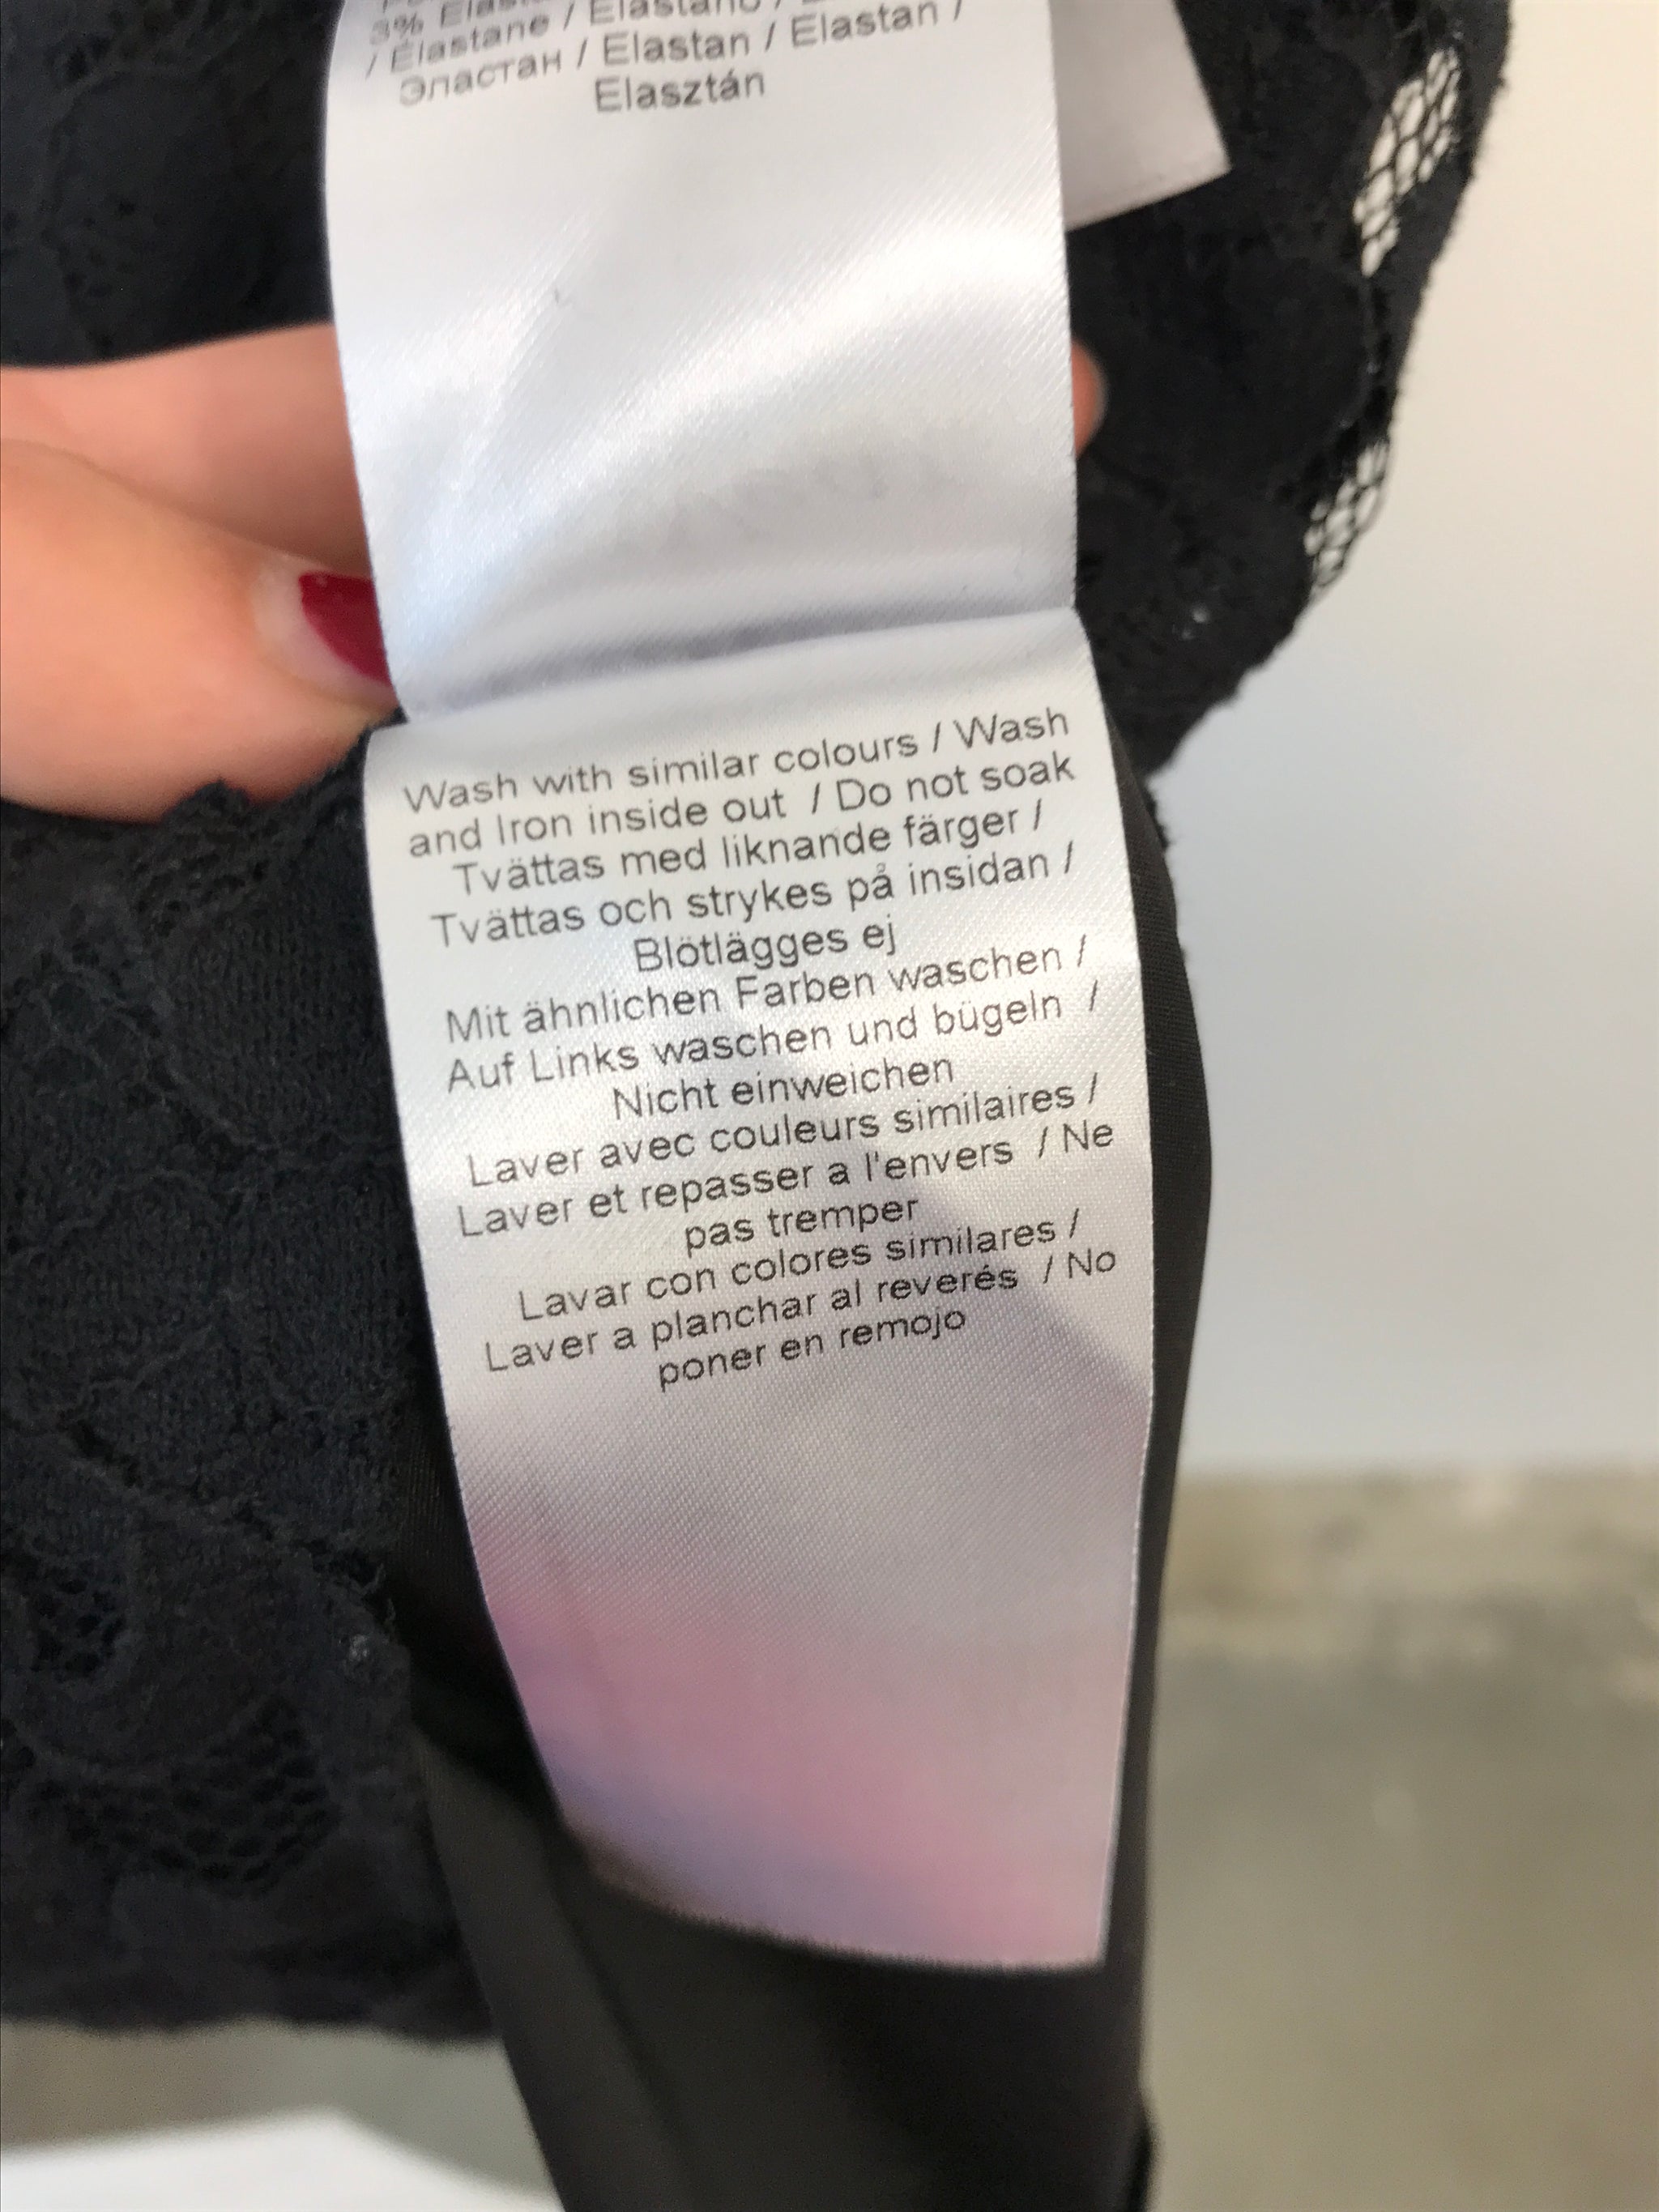 3%
/ Élastane / Elastano /
Эластан / Elastan / Elastan /
Elasztán
Wash with similar colours / Wash
and Iron inside out / Do not soak
Tvättas med liknande färger /
Tvättas och strykes på insidan /
Blötlägges ej
Mit ähnlichen Farben waschen /
Auf Links waschen und bügeln /
Nicht einweichen
Laver avec couleurs similaires /
Laver et repasser a l'envers / Ne
pas tremper
Lavar con colores similares /
Laver a planchar al reverés / No
poner en remojo